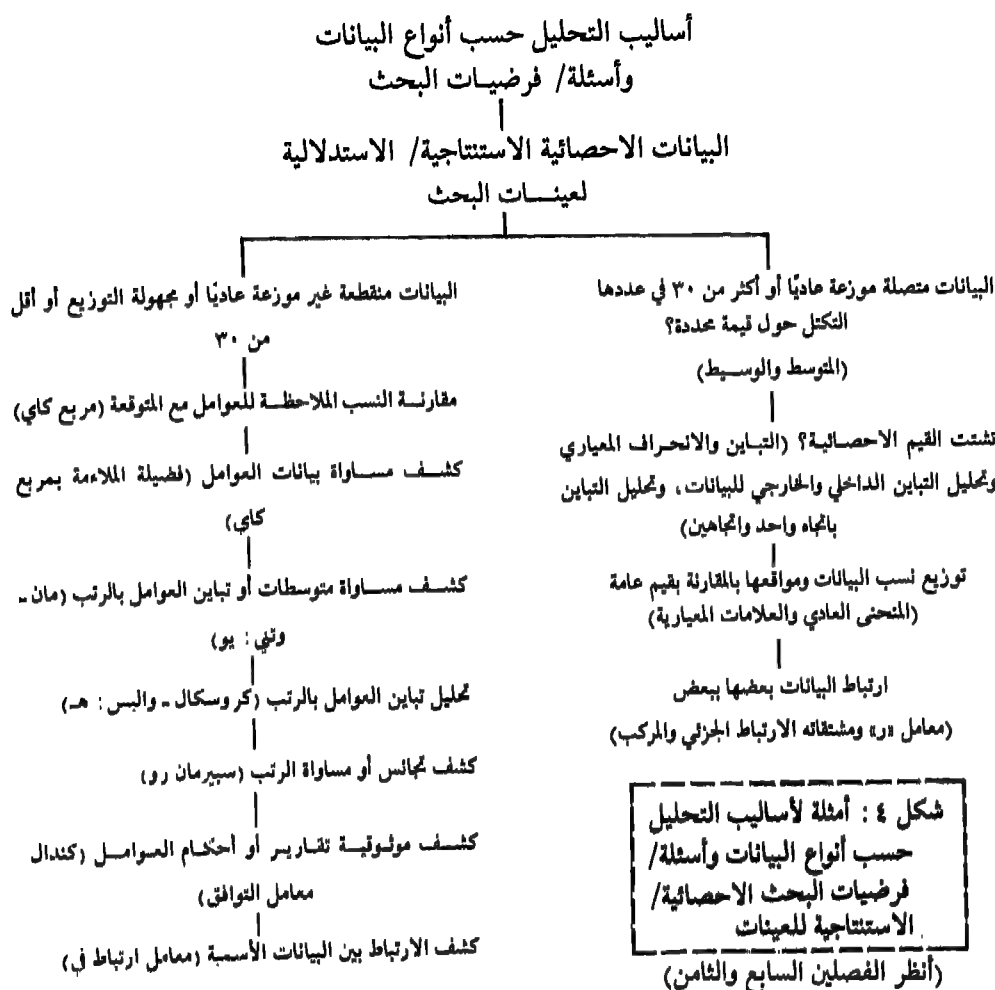 أساليب التحليل حسب أنواع البيانات
وأسئلة/ فرضيات البحث
البيانات الاحصائية الاستنتاجية/ الاستدلالية
لعينات البحث
البيانات متصلة موزعة عاديًا أو أكثر من ٣٠ في عددها
التكتل حول قيمة محددة؟
(المتوسط والوسيط)
تشتت القيم الاحصائية؟ (التباين والانحراف المعياري
وتحليل التباين الداخلي والخارجي للبيانات، وتحليل التباين
باتجاه واحد واتجاهين)
توزيع نسب البيانات ومواقعها بالمقارنة بقيم عامة
(المنحنى العادي والعلامات المعيارية)
ارتباط البيانات بعضها ببعض
(معامل «ر» ومشتقاته الارتباط الجزئي والمركب)
البيانات منقطعة غير موزعة عاديًا أو مجهولة التوزيع أو أقل
من ٣٠
مقارنة النسب الملاحظة للعوامل مع المتوقعة (مربع كاي)
كشف مساواة بيانات العوامل (فضيلة الملاءمة بمربع
كاي)
كشف مساواة متوسطات أو تباين العوامل بالرتب (مان -
وتني: يو)
تحليل تباين العوامل بالرتب (كروسكال - والبس: هـ)
كشف تجانس أو مساواة الرتب (سبيرمان رو)
كشف موثوقية تقارير أو أحكام العوامل (كندال
معامل التوافق)
كشف الارتباط بين البيانات الأسمية (معامل ارتباط في)
شكل ٤: أمثلة لأساليب التحليل
حسب أنواع البيانات وأسئلة/
فرضيات البحث الاحصائية/
الاستنتاجية للعينات
(أنظر الفصلين السابع والثامن)